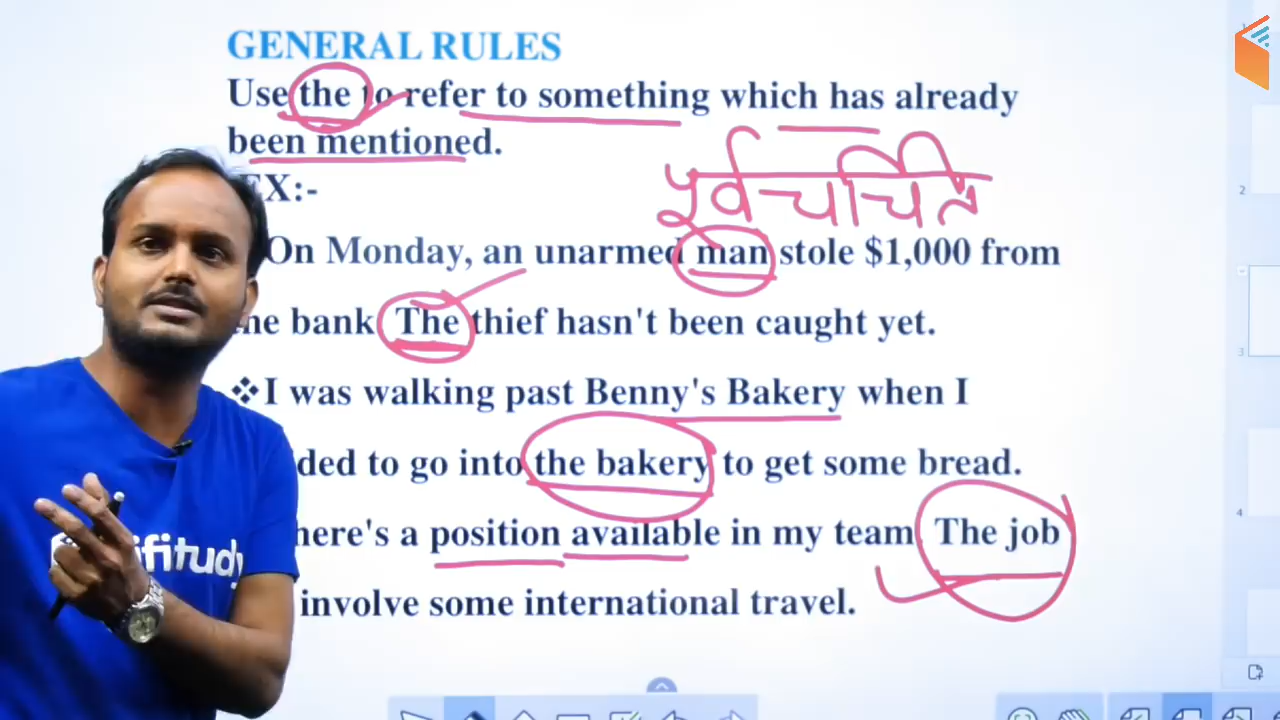 GENERAL RULES
Use the to refer to something which has already
been mentioned.
EX:-
पूर्वचर्चित
On Monday, an unarmed man stole $1,000 from
bank The thief hasn't been caught yet.
❖I was walking past Benny's Bakery when I
to go into the bakery to get some bread.
a position available in my team The job
involve some international travel.
2
3
4